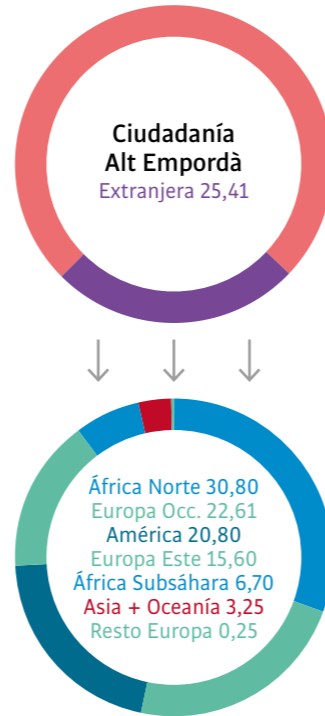 Ciudadanía
Alt Empordà
Extranjera 25,41
África Norte 30,80
Europa Occ. 22,61
América 20,80
Europa Este 15,60
África Subsáhara 6,70
Asia + Oceanía 3,25
Resto Europa 0,25